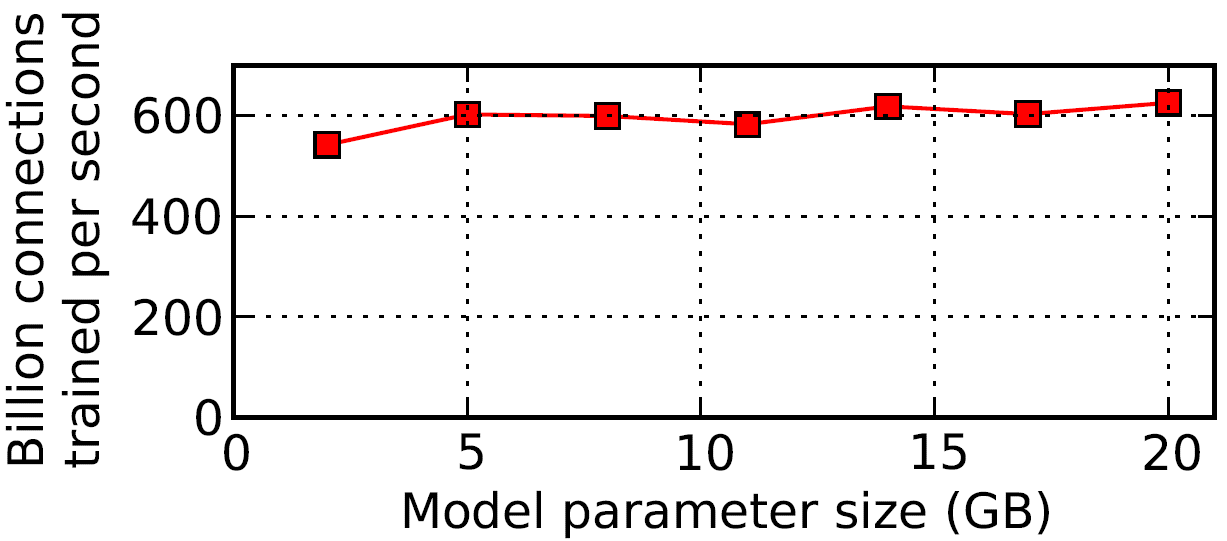 Billion connections
trained per second
600
400
200
0
0 5 10 15 20
Model parameter size (GB)